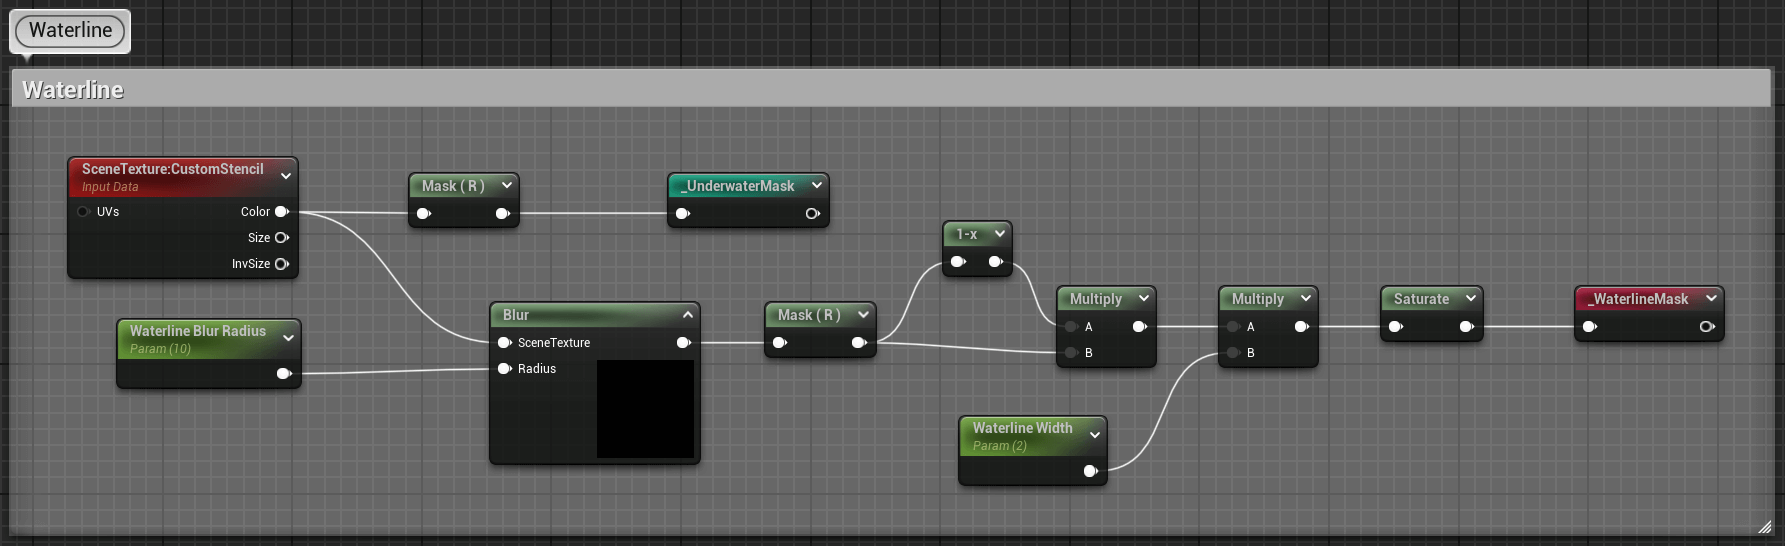 Waterline
Waterline
SceneTexture:CustomStencil
Input Data
UVs
Color
Size
InvSize
Mask ( R )
_UnderwaterMask
Waterline Blur Radius
Param (10)
Blur
SceneTexture
Radius
Mask ( R )
1-x
Multiply
A
B
Waterline Width
Param (2)
Multiply
A
B
Saturate
_WaterlineMask